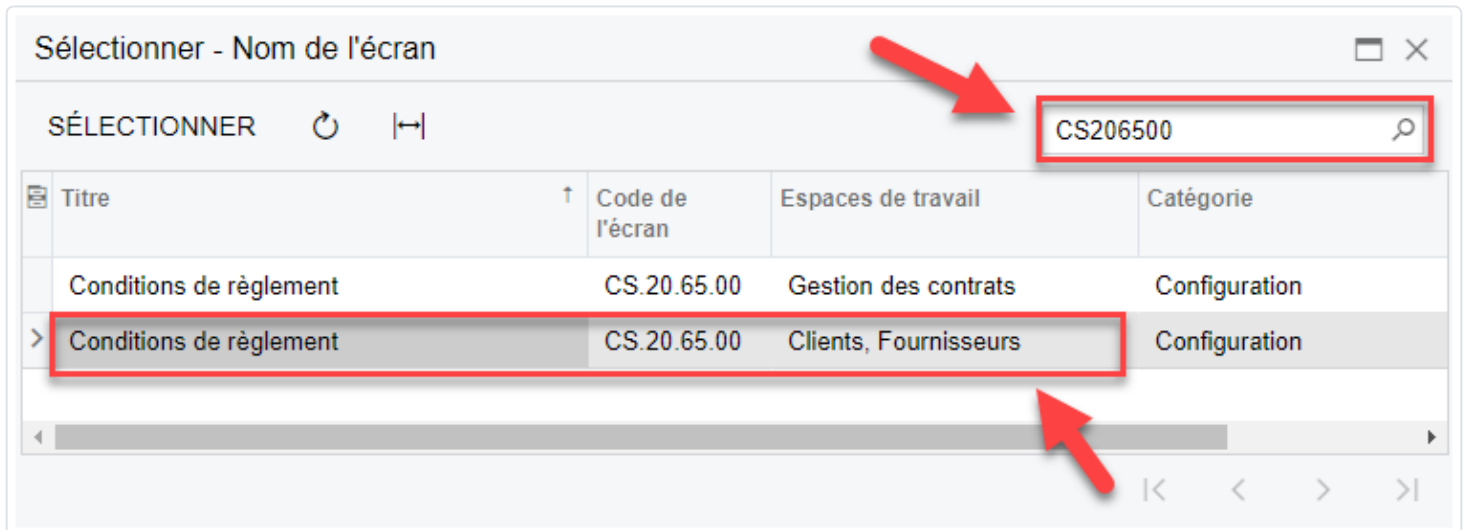 Sélectionner - Nom de l'écran
SÉLECTIONNER CS206500
Titre Code de l'écran Espaces de travail Catégorie
Conditions de règlement CS.20.65.00 Gestion des contrats Configuration
Conditions de règlement CS.20.65.00 Clients, Fournisseurs Configuration